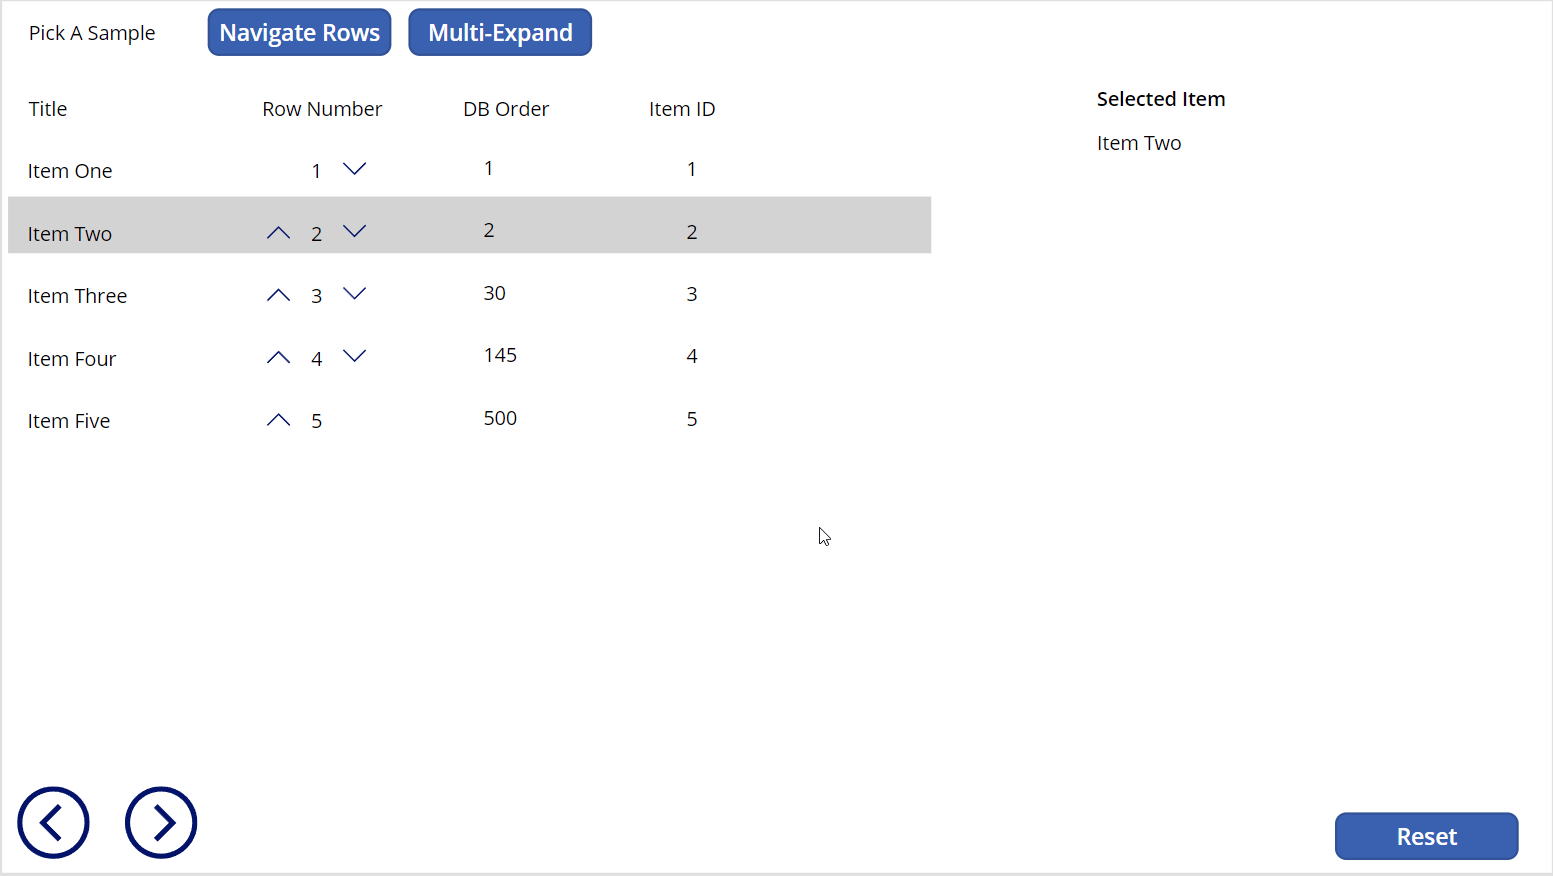 Pick A Sample Navigate Rows Multi-Expand
Title Row Number DB Order Item ID
Item One 1 1 1
Item Two 2 2 2
Item Three 3 30 3
Item Four 4 145 4
Item Five 5 500 5
Selected Item
Item Two
Reset